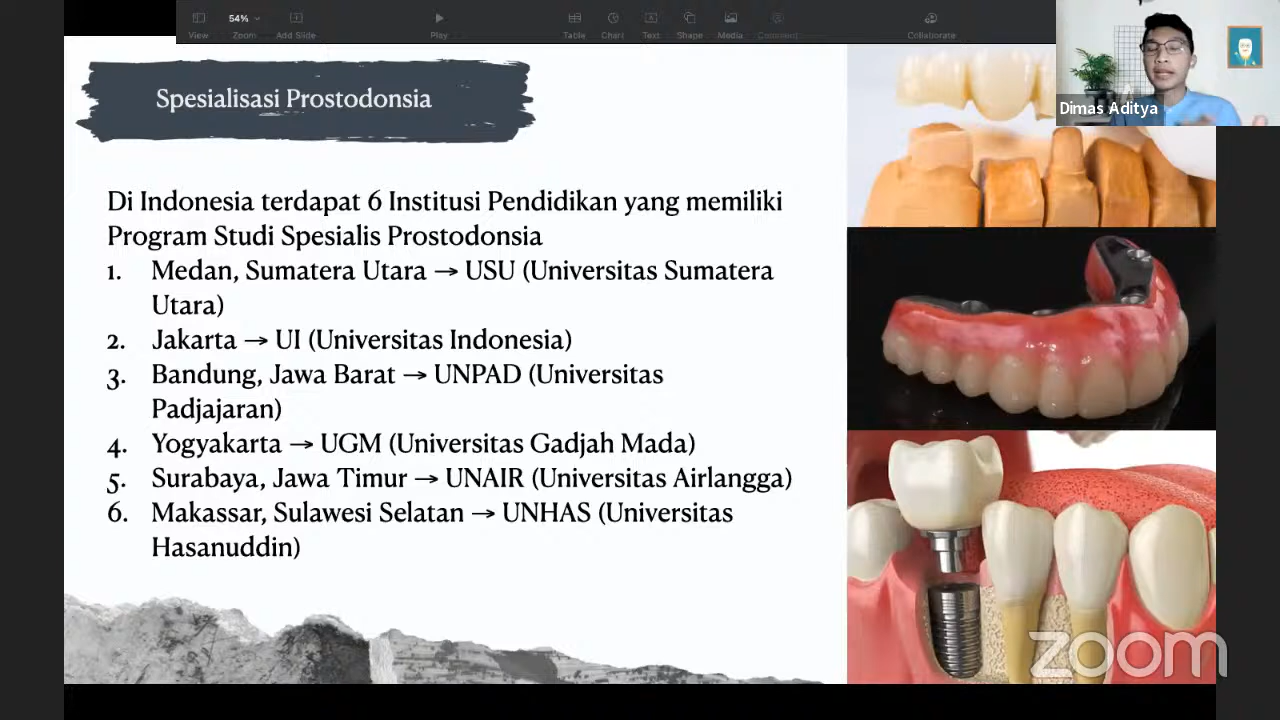 54%
View
Zoom
Add Slide
Play
Table
Chart
Text
Shape
Media
Comment
Collaborate
Dimas Aditya
Spesialisasi Prostodonsia
Di Indonesia terdapat 6 Institusi Pendidikan yang memiliki
Program Studi Spesialis Prostodonsia
1. Medan, Sumatera Utara → USU (Universitas Sumatera
Utara)
2. Jakarta → UI (Universitas Indonesia)
3. Bandung, Jawa Barat → UNPAD (Universitas
Padjajaran)
4. Yogyakarta → UGM (Universitas Gadjah Mada)
5. Surabaya, Jawa Timur → UNAIR (Universitas Airlangga)
6. Makassar, Sulawesi Selatan → UNHAS (Universitas
Hasanuddin)
zoom